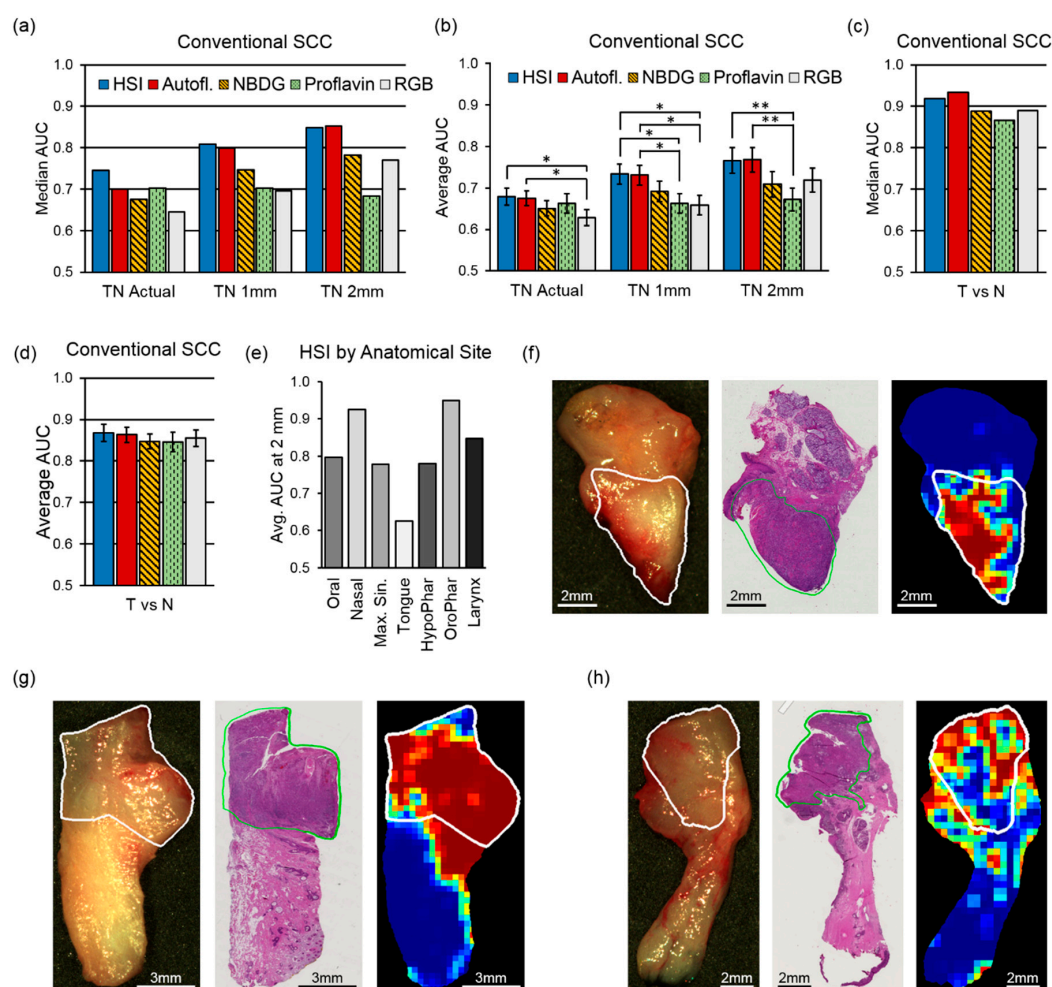 (a)
Conventional SCC
HSI Autofl. NBDG Proflavin RGB
Median AUC
1.0
0.9
0.8
0.7
0.6
0.5
TN Actual TN 1mm TN 2mm
(b)
Conventional SCC
HSI Autofl. NBDG Proflavin RGB
Average AUC
1.0
0.9
0.8
0.7
0.6
0.5
* * * * * * ** **
TN Actual TN 1mm TN 2mm
(c)
Conventional SCC
Median AUC
1.0
0.9
0.8
0.7
0.6
0.5
T vs N
(d)
Conventional SCC
Average AUC
1.0
0.9
0.8
0.7
0.6
0.5
T vs N
(e)
HSI by Anatomical Site
Avg. AUC at 2 mm
1.0
0.9
0.8
0.7
0.6
0.5
Oral
Nasal
Max. Sin.
Tongue
HypoPhar
OroPhar
Larynx
(f)
2mm 2mm 2mm
(g)
3mm 3mm 3mm
(h)
2mm 2mm 2mm